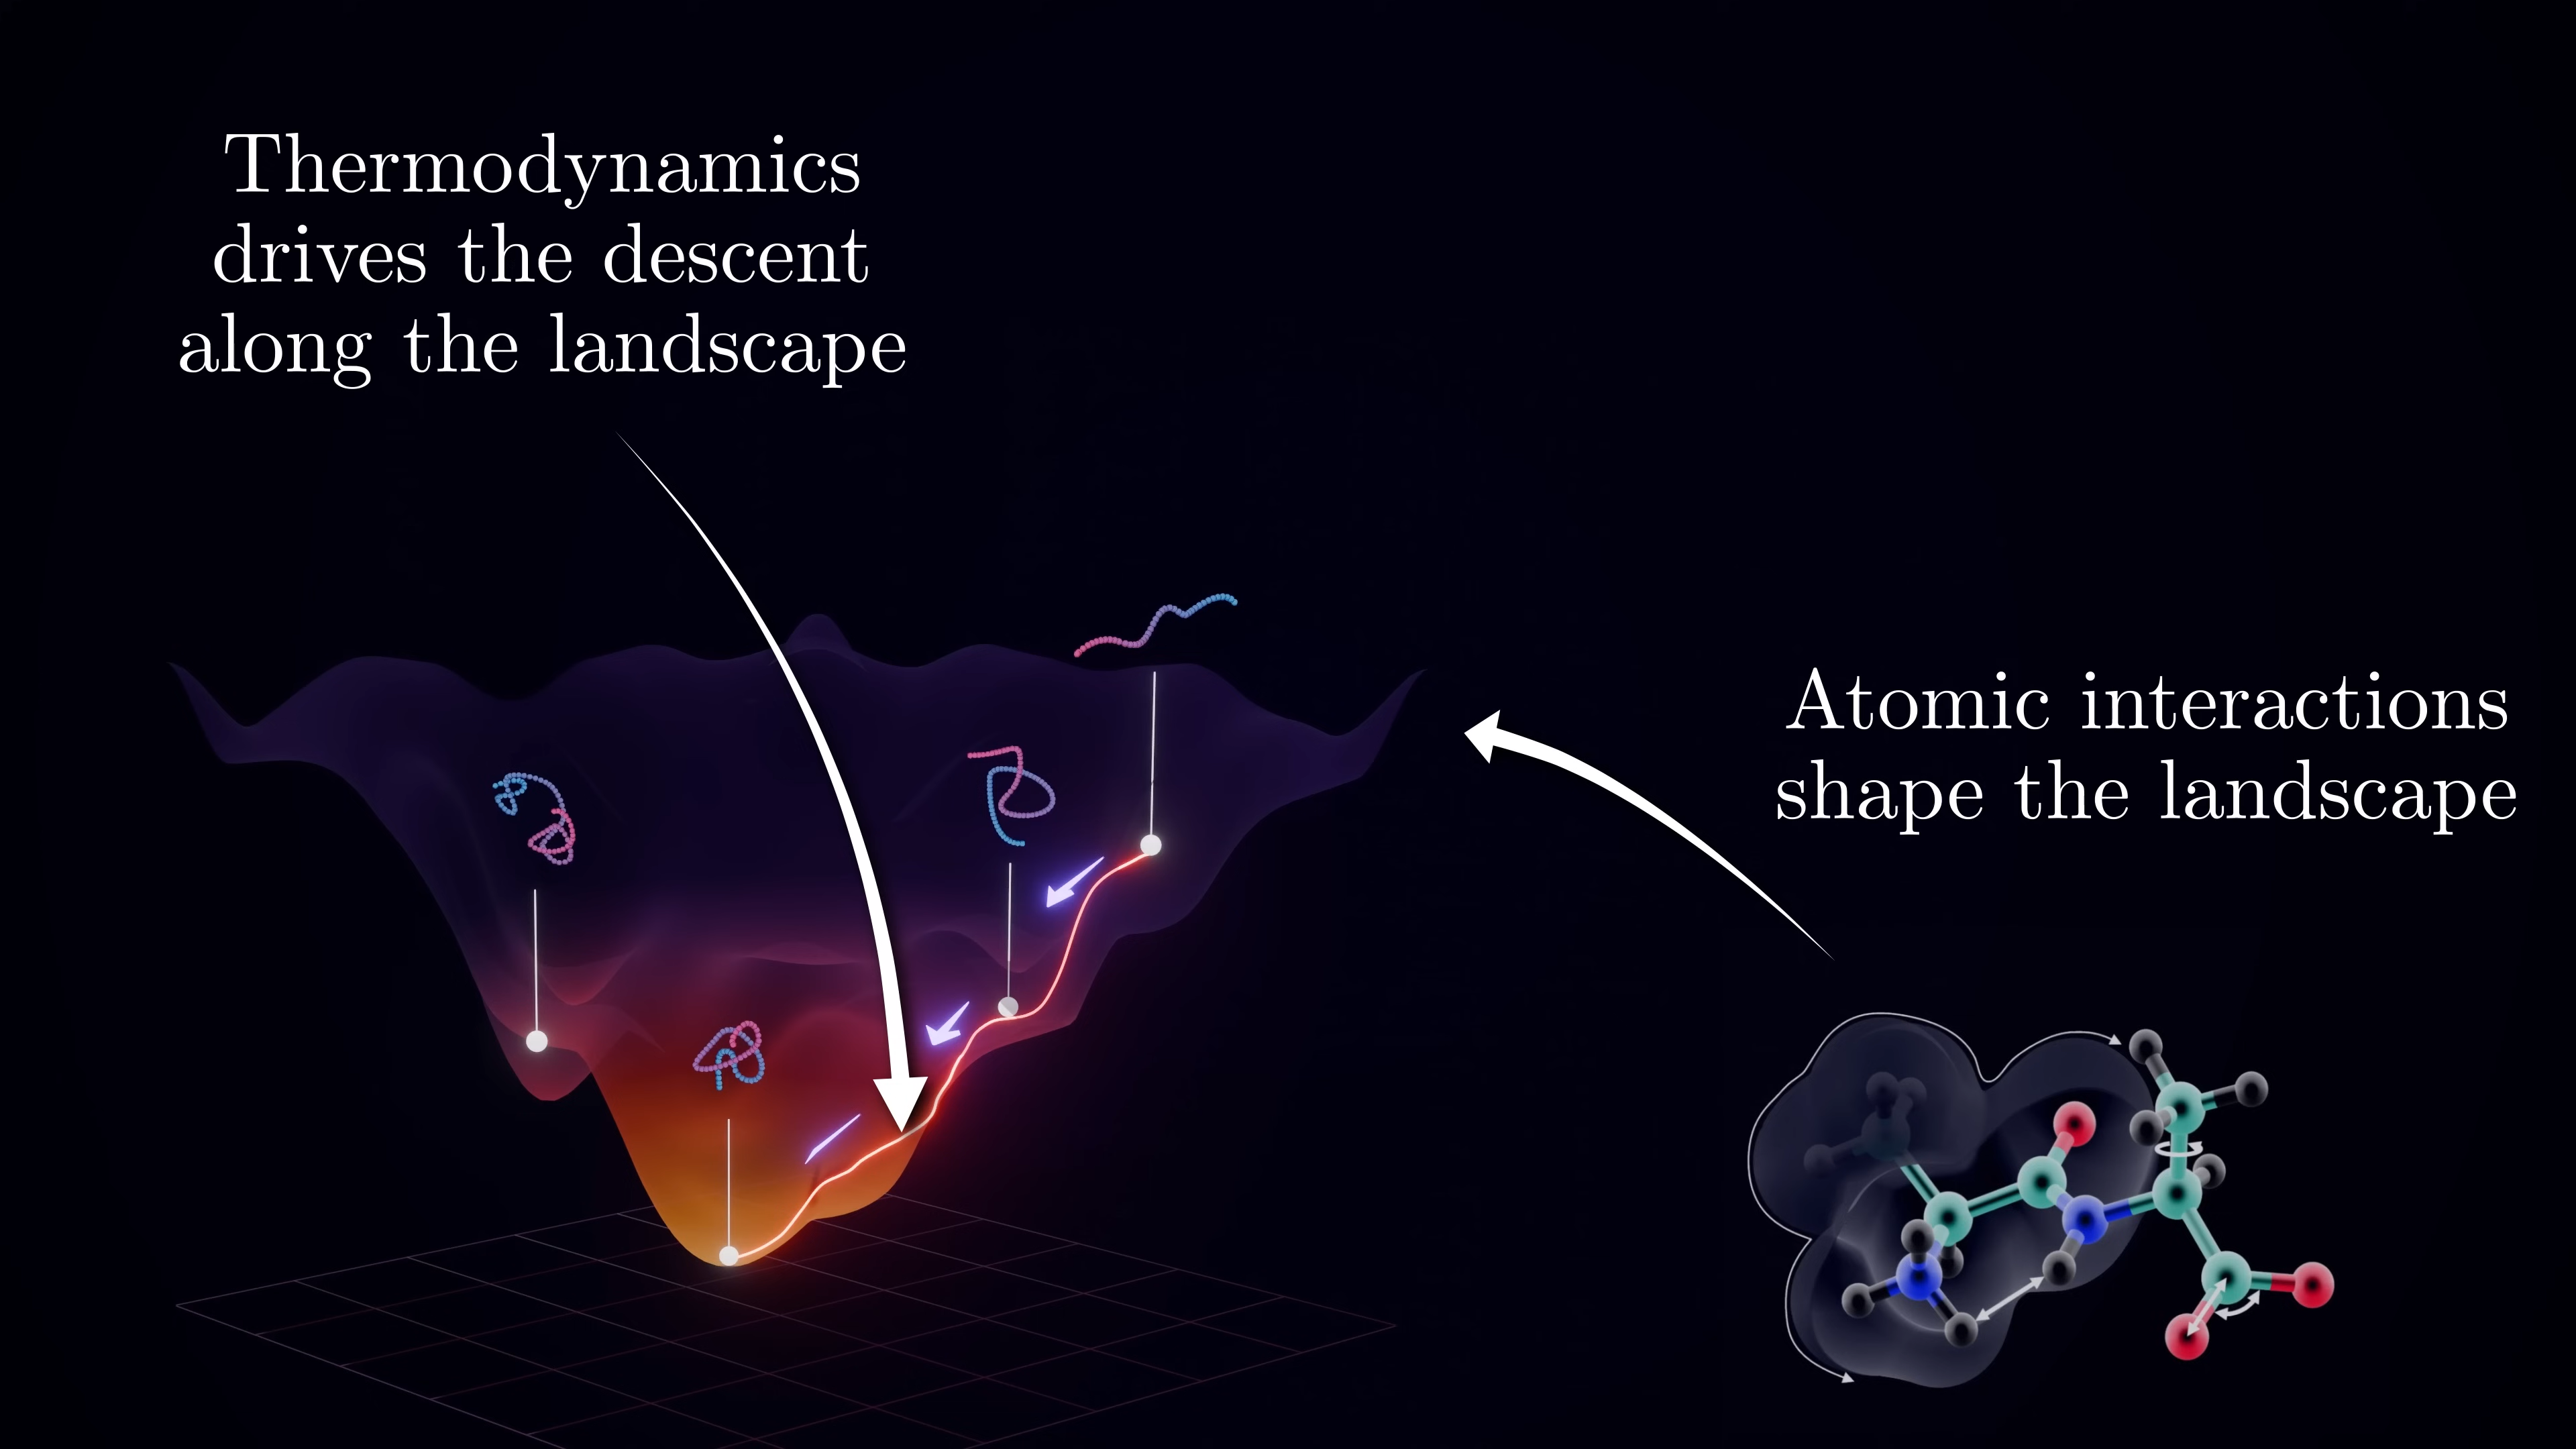 Thermodynamics
drives the descent
along the landscape
Atomic interactions
shape the landscape